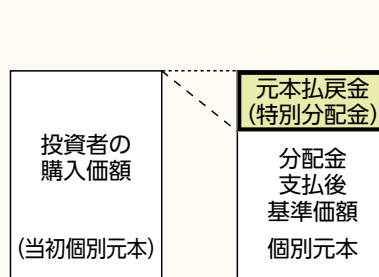 投資者の
購入価額
(当初個別元本)
元本払戻金
(特別分配金)
分配金
支払後
基準価額
個別元本